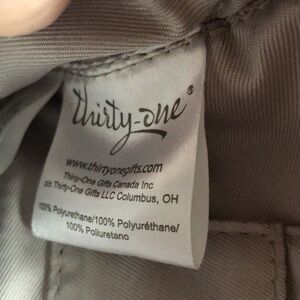 thirty-one®
www.thirtyonegifts.com
Thirty-One Gifts Canada Inc
c/o Thirty-One Gifts LLC Columbus, OH
100% Polyurethane/100% Polyuréthane/
100% Poliuretano